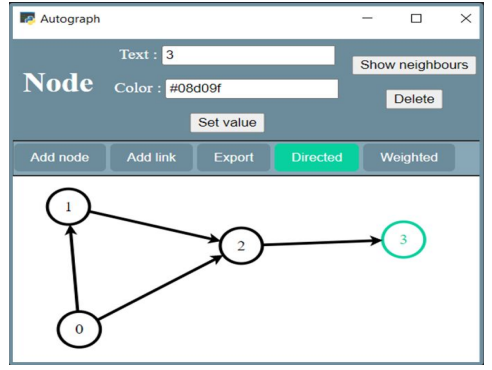 Autograph
Node
Text : 3
Color : #08d09f
Set value
Show neighbours
Delete
Add node Add link Export Directed Weighted
1
2
3
0